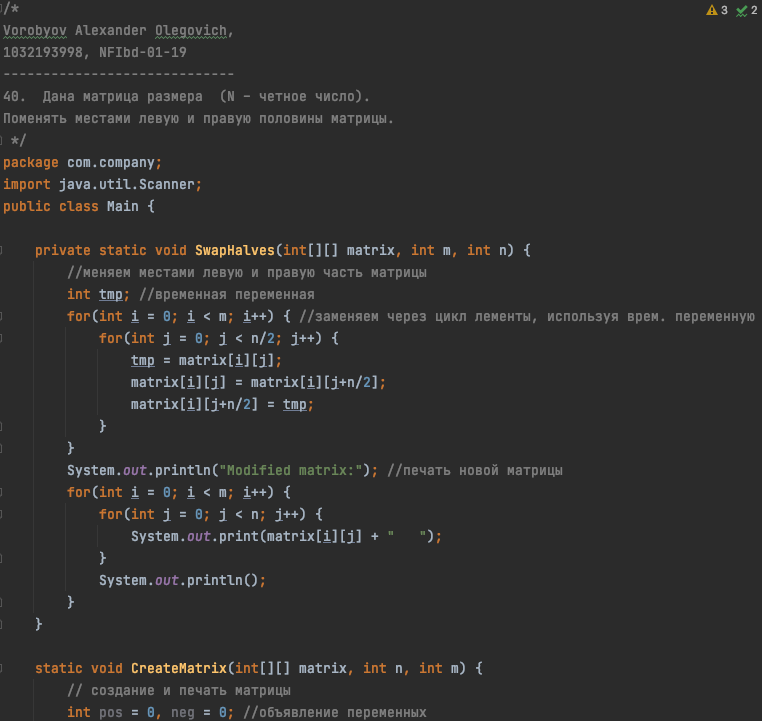 /*
Vorobyov Alexander Olegovich,
1032193998, NFIbd-01-19
-----------------------------
40.  Дана матрица размера  (N - четное число).
Поменять местами левую и правую половины матрицы.
 */
package com.company;
import java.util.Scanner;
public class Main {
    private static void SwapHalves(int[][] matrix, int m, int n) {
        //меняем местами левую и правую часть матрицы
        int tmp; //временная переменная
        for(int i = 0; i < m; i++) { //заменяем через цикл лементы, используя врем. переменную
            for(int j = 0; j < n/2; j++) {
                tmp = matrix[i][j];
                matrix[i][j] = matrix[i][j+n/2];
                matrix[i][j+n/2] = tmp;
            }
        }
        System.out.println("Modified matrix:"); //печать новой матрицы
        for(int i = 0; i < m; i++) {
            for(int j = 0; j < n; j++) {
                System.out.print(matrix[i][j] + "   ");
            }
            System.out.println();
        }
    }
    static void CreateMatrix(int[][] matrix, int n, int m) {
        // создание и печать матрицы
        int pos = 0, neg = 0; //объявление переменных
3 2